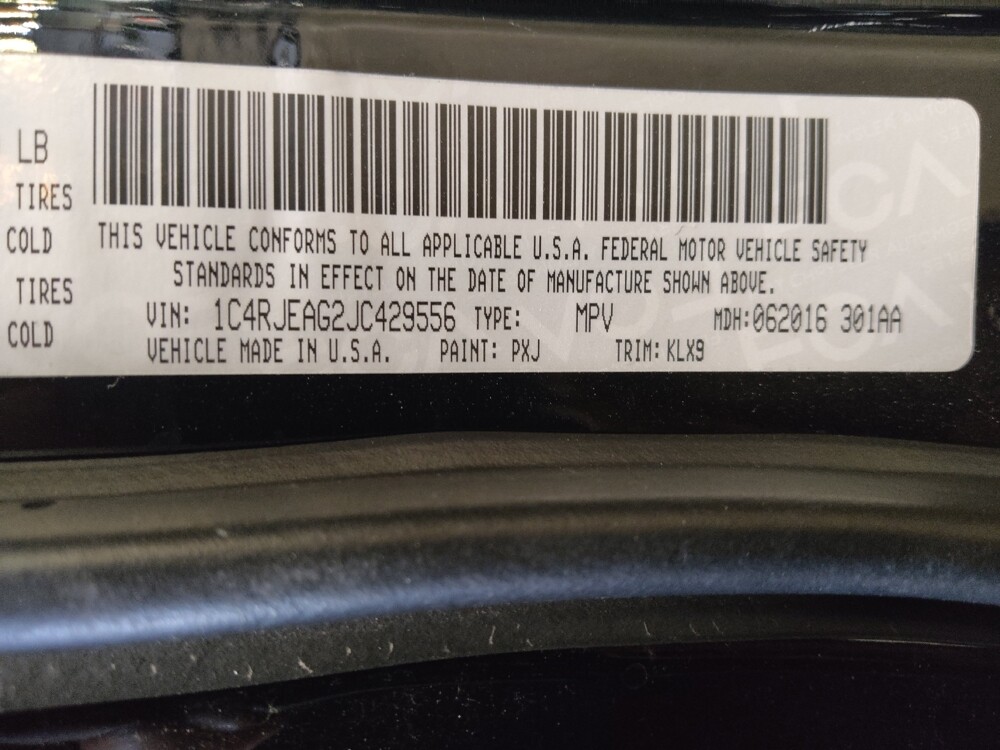 LB
TIRES
COLD
TIRES
COLD
THIS VEHICLE CONFORMS TO ALL APPLICABLE U.S.A. FEDERAL MOTOR VEHICLE SAFETY
STANDARDS IN EFFECT ON THE DATE OF MANUFACTURE SHOWN ABOVE.
VIN: 1C4RJEAG2JC429556 TYPE: MPV MDH:062016 301AA
VEHICLE MADE IN U.S.A. PAINT: PXJ TRIM: KLX9